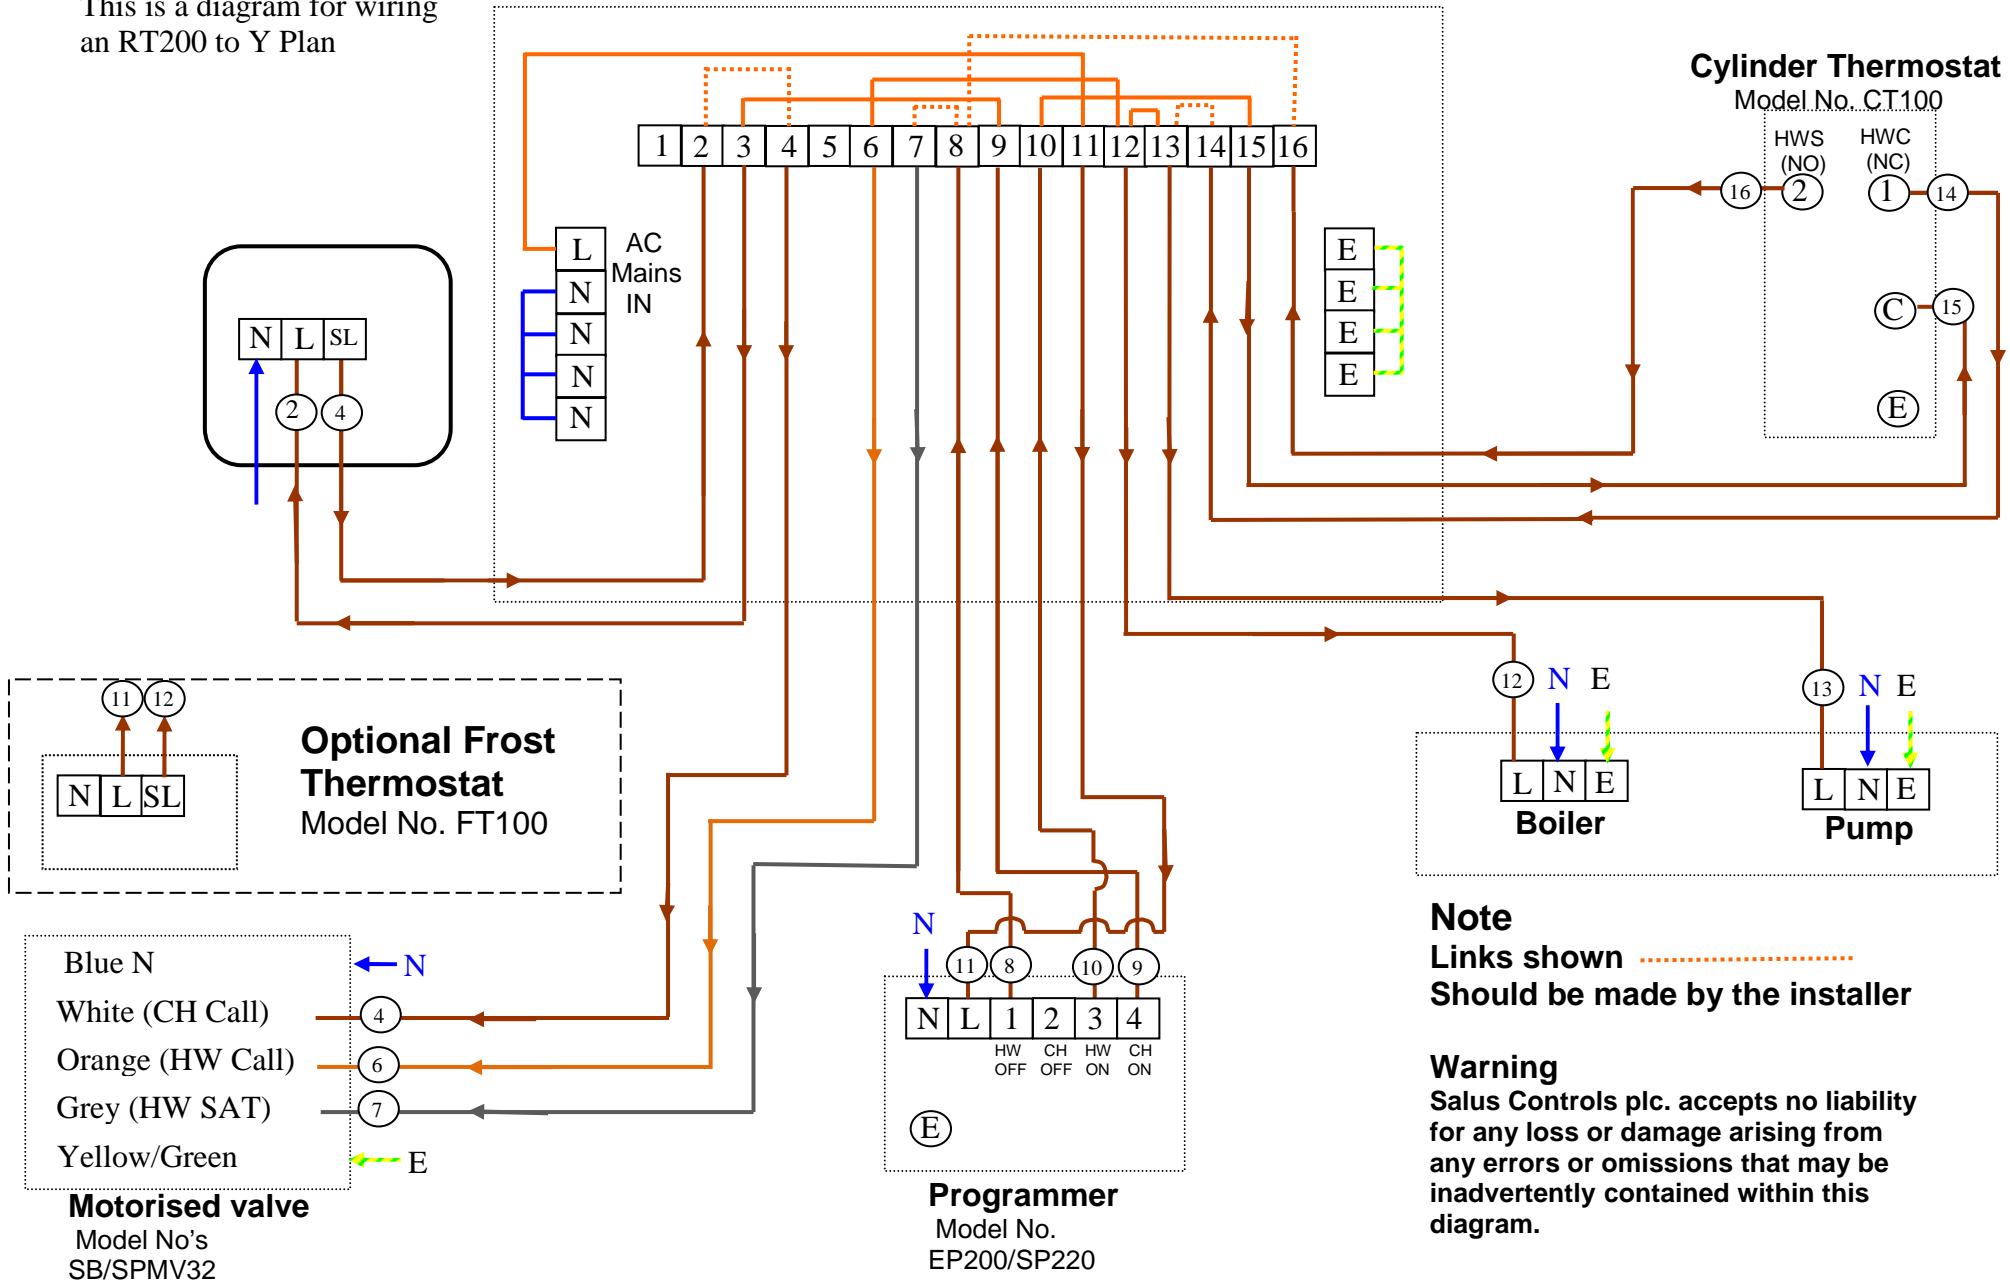 This is a diagram for wiring
an RT200 to Y Plan
Cylinder Thermostat
Model No. CT100
HWS
(NO)
HWC
(NC)
16
2
1
14
C
15
E
1 2 3 4 5 6 7 8 9 10 11 12 13 14 15 16
L
N
N
N
N
AC
Mains
IN
E
E
E
E
N L SL
2
4
11
12
N L SL
Optional Frost
Thermostat
Model No. FT100
12
N E
13
N E
L N E
Boiler
L N E
Pump
Blue N
N
White (CH Call)
4
Orange (HW Call)
6
Grey (HW SAT)
7
Yellow/Green
E
Motorised valve
Model No's
SB/SPMV32
N
11
8
10
9
N L 1 2 3 4
HW
OFF
CH
OFF
HW
ON
CH
ON
E
Programmer
Model No.
EP200/SP220
Note
Links shown
Should be made by the installer
Warning
Salus Controls plc. accepts no liability
for any loss or damage arising from
any errors or omissions that may be
inadvertently contained within this
diagram.